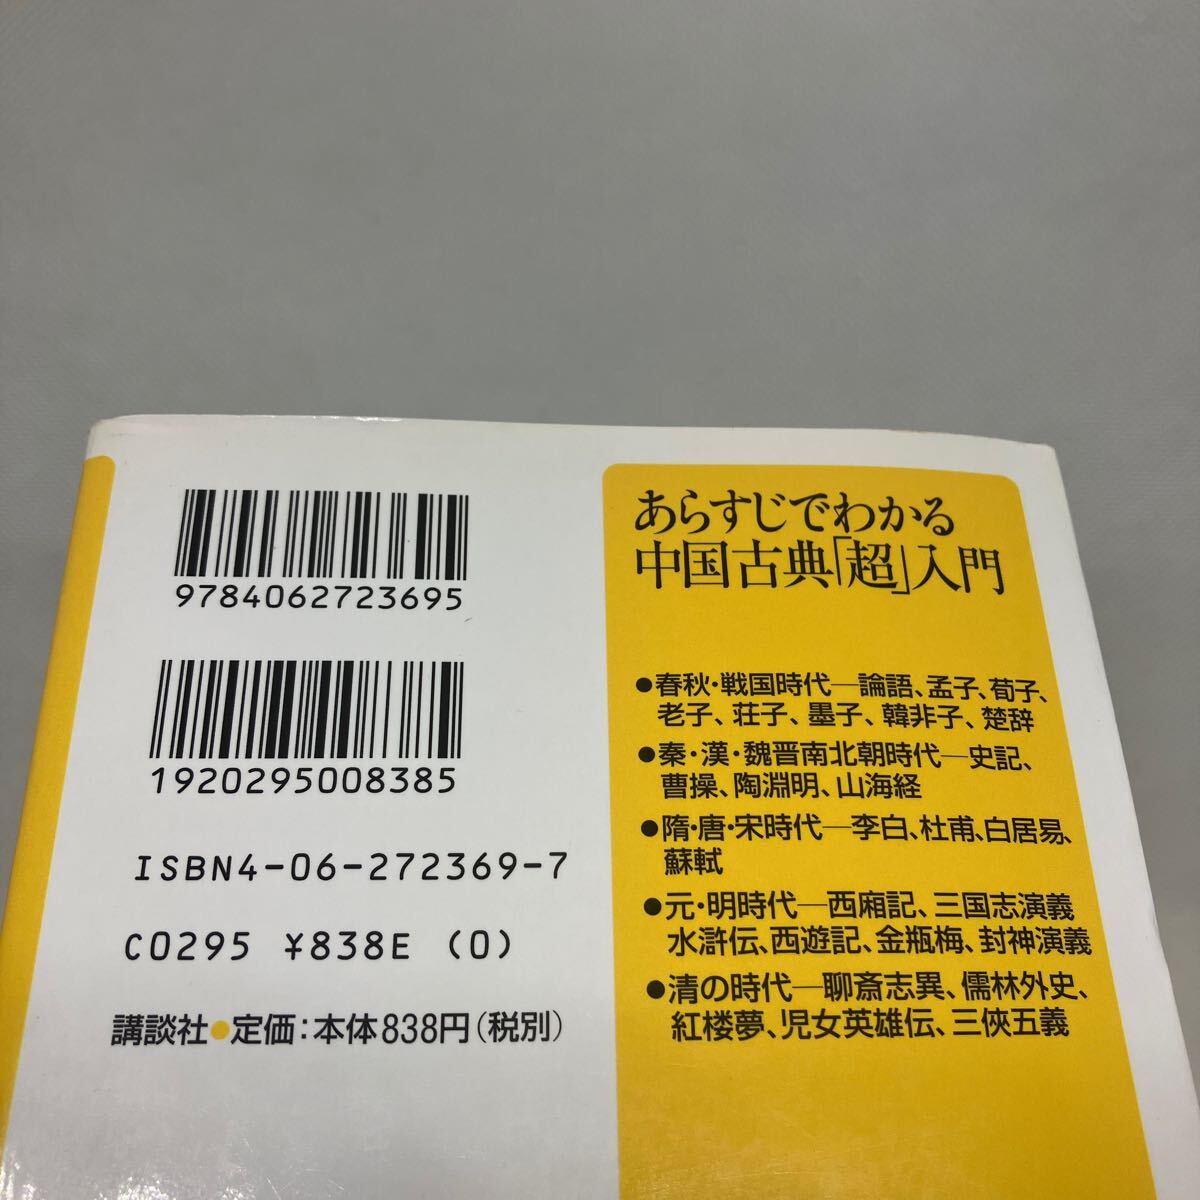 9784062723695
1920295008385
ISBN4-06-272369-7
C0295 ¥838E (0)
講談社●定価:本体838円(税別)
あらすじでわかる
中国古典「超」入門
●春秋・戦国時代─論語、孟子、荀子、
老子、荘子、墨子、韓非子、楚辞
●秦・漢・魏晋南北朝時代─史記、
曹操、陶淵明、山海経
●隋・唐・宋時代─李白、杜甫、白居易、
蘇軾
●元・明時代─西廂記、三国志演義
水滸伝、西遊記、金瓶梅、封神演義
●清の時代─聊斎志異、儒林外史、
紅楼夢、児女英雄伝、三俠五義